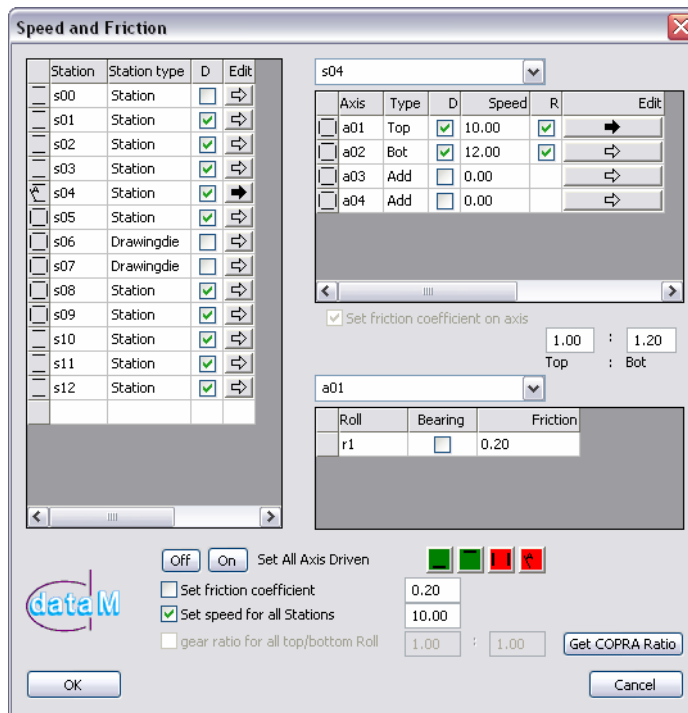 Speed and Friction
Station Station type D Edit
s00 Station
s01 Station
s02 Station
s03 Station
s04 Station
s05 Station
s06 Drawingdie
s07 Drawingdie
s08 Station
s09 Station
s10 Station
s11 Station
s12 Station
s04
Axis Type D Speed R Edit
a01 Top 10.00
a02 Bot 12.00
a03 Add 0.00
a04 Add 0.00
Set friction coefficient on axis
1.00 : 1.20
Top : Bot
a01
Roll Bearing Friction
r1 0.20
Off On Set All Axis Driven
Set friction coefficient 0.20
Set speed for all Stations 10.00
gear ratio for all top/bottom Roll 1.00 : 1.00 Get COPRA Ratio
dataM
OK Cancel